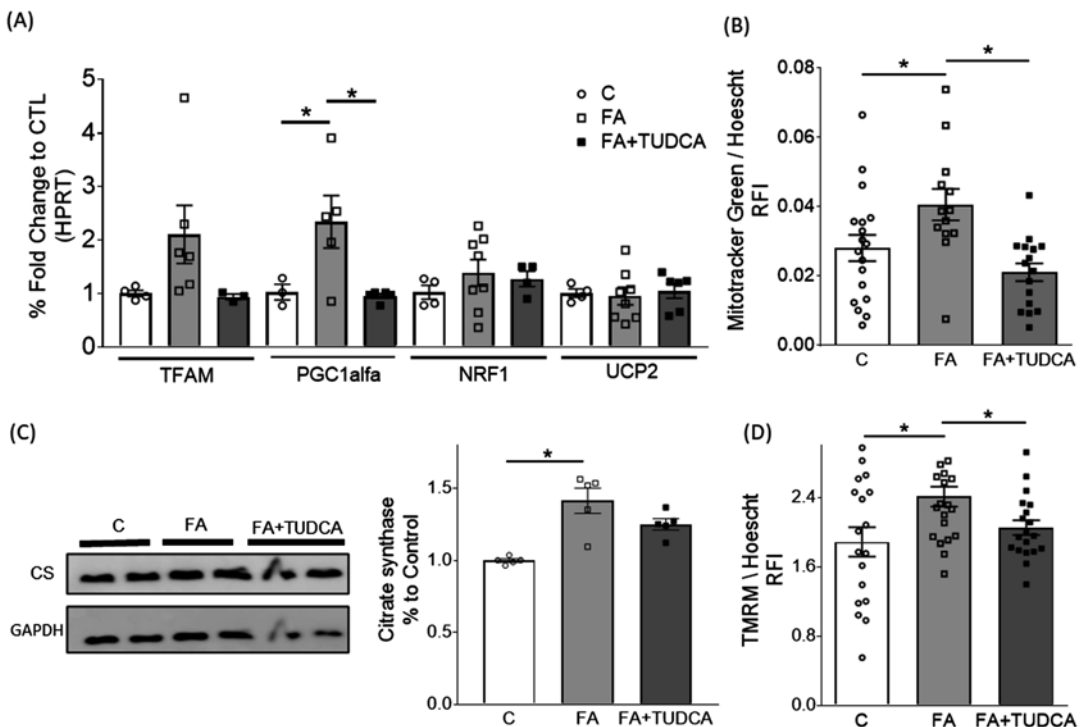 (A)
% Fold Change to CTL
(HPRT)
5
4
3
2
1
0
*
*
C
FA
FA+TUDCA
TFAM
PGC1alfa
NRF1
UCP2
(B)
Mitotracker Green / Hoescht
RFI
0.08
0.06
0.04
0.02
0.00
*
*
C
FA
FA+TUDCA
(C)
C
FA
FA+TUDCA
CS
GAPDH
Citrate synthase
% to Control
1.5
1.0
0.5
0.0
*
C
FA
FA+TUDCA
(D)
TMRM \ Hoescht
RFI
2.4
1.6
0.8
0.0
*
*
C
FA
FA+TUDCA